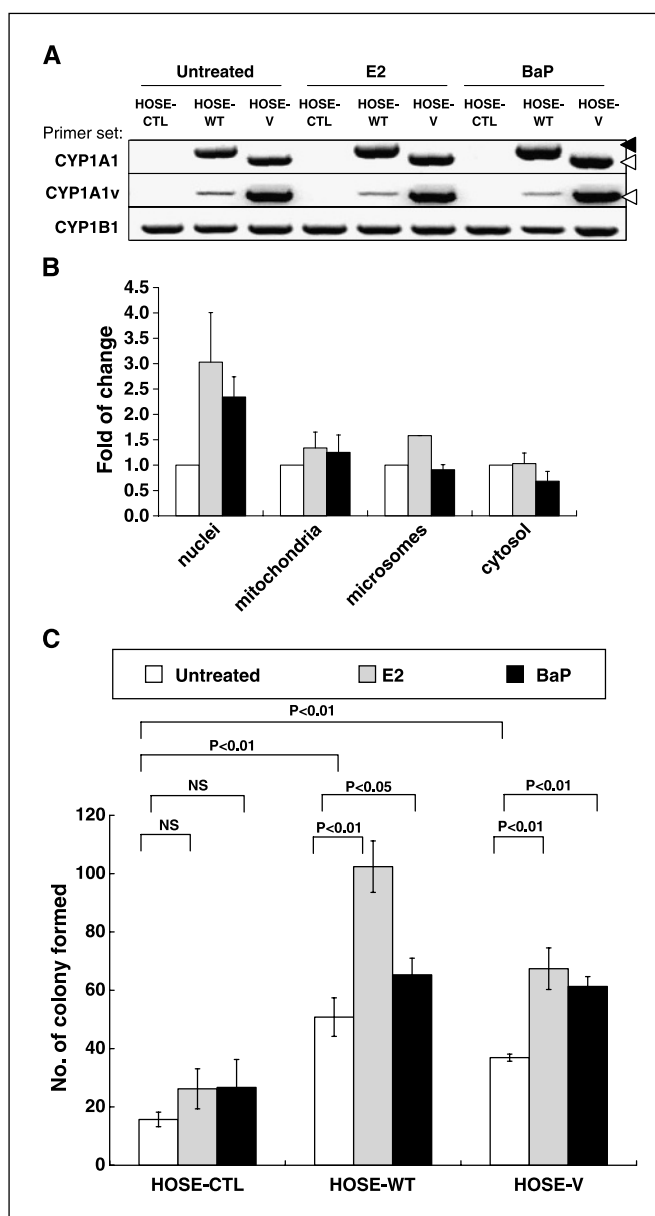 A
Untreated E2 BaP
HOSE-CTL HOSE-WT HOSE-V HOSE-CTL HOSE-WT HOSE-V HOSE-CTL HOSE-WT HOSE-V
Primer set:
CYP1A1
CYP1A1v
CYP1B1
B
4.5
4.0
3.5
3.0
2.5
2.0
1.5
1.0
0.5
0.0
Fold of change
nuclei mitochondria microsomes cytosol
C
Untreated E2 BaP
P<0.01
P<0.01
NS P<0.05 P<0.01
NS P<0.01 P<0.01
120
100
80
60
40
20
0
No. of colony formed
HOSE-CTL HOSE-WT HOSE-V